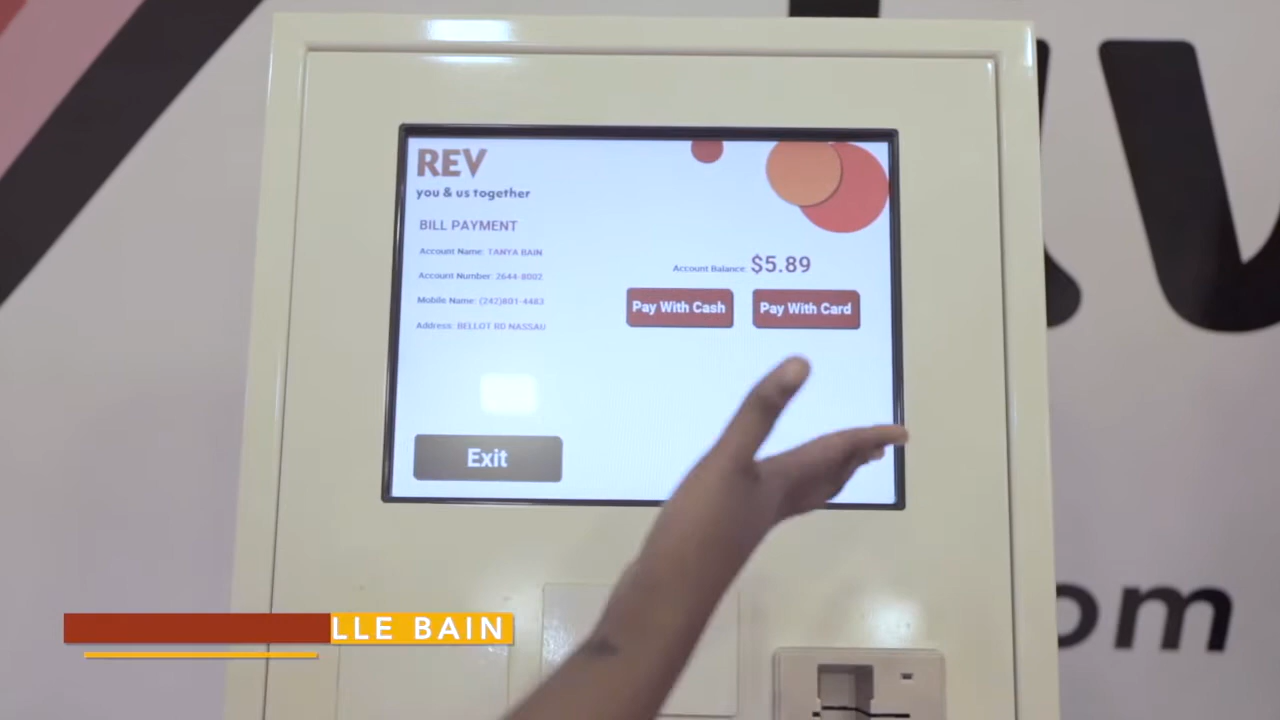 REV
you & us together
BILL PAYMENT
Account Name: TANYA BAIN
Account Number: 2644-8002
Mobile Name: (242)801-4483
Address: BELLOT RD NASSAU
Account Balance: $5.89
Pay With Cash
Pay With Card
Exit
LLE BAIN
om